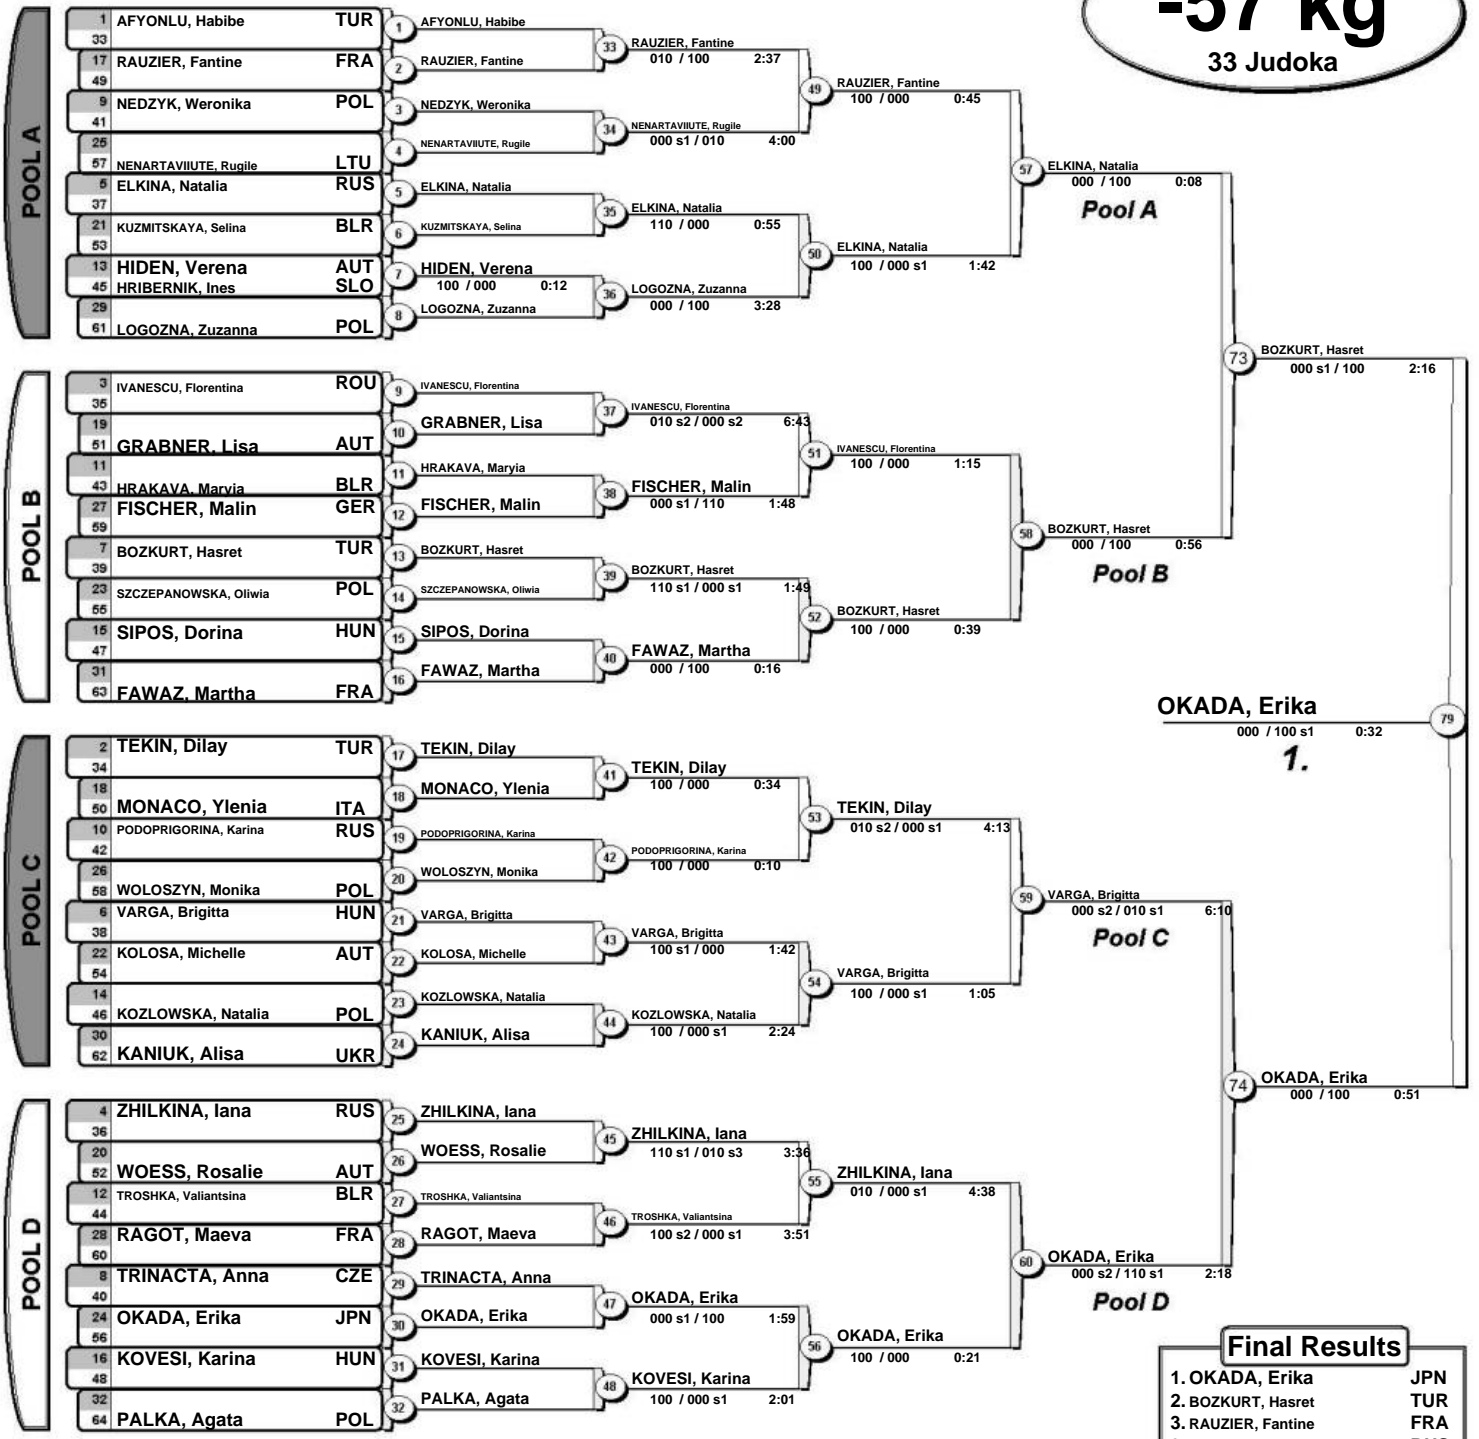 -57 kg
33 Judoka
POOL A
1 AFYONLU, Habibe TUR
33
17 RAUZIER, Fantine FRA
49
9 NEDZYK, Weronika POL
41
25
57 NENARTAVIIUTE, Rugile LTU
5 ELKINA, Natalia RUS
37
21 KUZMITSKAYA, Selina BLR
53
13 HIDEN, Verena AUT
45 HRIBERNIK, Ines SLO
29
61 LOGOZNA, Zuzanna POL
1 AFYONLU, Habibe
2 RAUZIER, Fantine
3 NEDZYK, Weronika
4 NENARTAVIIUTE, Rugile
5 ELKINA, Natalia
6 KUZMITSKAYA, Selina
7 HIDEN, Verena
100 / 000 0:12
8 LOGOZNA, Zuzanna
33 RAUZIER, Fantine
010 / 100 2:37
34 NENARTAVIIUTE, Rugile
000 s1 / 010 4:00
35 ELKINA, Natalia
110 / 000 0:55
36 LOGOZNA, Zuzanna
000 / 100 3:28
49 RAUZIER, Fantine
100 / 000 0:45
50 ELKINA, Natalia
100 / 000 s1 1:42
57 ELKINA, Natalia
000 / 100 0:08
Pool A
POOL B
3 IVANESCU, Florentina ROU
35
19
51 GRABNER, Lisa AUT
11
43 HRAKAVA, Maryia BLR
27 FISCHER, Malin GER
59
7 BOZKURT, Hasret TUR
39
23 SZCZEPANOWSKA, Oliwia POL
55
15 SIPOS, Dorina HUN
47
31
63 FAWAZ, Martha FRA
9 IVANESCU, Florentina
10 GRABNER, Lisa
11 HRAKAVA, Maryia
12 FISCHER, Malin
13 BOZKURT, Hasret
14 SZCZEPANOWSKA, Oliwia
15 SIPOS, Dorina
16 FAWAZ, Martha
37 IVANESCU, Florentina
010 s2 / 000 s2 6:43
38 FISCHER, Malin
000 s1 / 110 1:48
39 BOZKURT, Hasret
110 s1 / 000 s1 1:49
40 FAWAZ, Martha
000 / 100 0:16
51 IVANESCU, Florentina
100 / 000 1:15
52 BOZKURT, Hasret
100 / 000 0:39
58 BOZKURT, Hasret
000 / 100 0:56
Pool B
73 BOZKURT, Hasret
000 s1 / 100 2:16
OKADA, Erika 79
000 / 100 s1 0:32
1.
POOL C
2 TEKIN, Dilay TUR
34
18
50 MONACO, Ylenia ITA
10 PODOPRIGORINA, Karina RUS
42
26
58 WOLOSZYN, Monika POL
6 VARGA, Brigitta HUN
38
22 KOLOSA, Michelle AUT
54
14
46 KOZLOWSKA, Natalia POL
30
62 KANIUK, Alisa UKR
17 TEKIN, Dilay
18 MONACO, Ylenia
19 PODOPRIGORINA, Karina
20 WOLOSZYN, Monika
21 VARGA, Brigitta
22 KOLOSA, Michelle
23 KOZLOWSKA, Natalia
24 KANIUK, Alisa
41 TEKIN, Dilay
100 / 000 0:34
42 PODOPRIGORINA, Karina
100 / 000 0:10
43 VARGA, Brigitta
100 s1 / 000 1:42
44 KOZLOWSKA, Natalia
100 / 000 s1 2:24
53 TEKIN, Dilay
010 s2 / 000 s1 4:13
54 VARGA, Brigitta
100 / 000 s1 1:05
59 VARGA, Brigitta
000 s2 / 010 s1 6:10
Pool C
POOL D
4 ZHILKINA, Iana RUS
36
20
52 WOESS, Rosalie AUT
12 TROSHKA, Valiantsina BLR
44
28 RAGOT, Maeva FRA
60
8 TRINACTA, Anna CZE
40
24 OKADA, Erika JPN
56
16 KOVESI, Karina HUN
48
32
64 PALKA, Agata POL
25 ZHILKINA, Iana
26 WOESS, Rosalie
27 TROSHKA, Valiantsina
28 RAGOT, Maeva
29 TRINACTA, Anna
30 OKADA, Erika
31 KOVESI, Karina
32 PALKA, Agata
45 ZHILKINA, Iana
110 s1 / 010 s3 3:36
46 TROSHKA, Valiantsina
100 s2 / 000 s1 3:51
47 OKADA, Erika
000 s1 / 100 1:59
48 KOVESI, Karina
100 / 000 s1 2:01
55 ZHILKINA, Iana
010 / 000 s1 4:38
56 OKADA, Erika
100 / 000 0:21
60 OKADA, Erika
000 s2 / 110 s1 2:18
Pool D
74 OKADA, Erika
000 / 100 0:51
Final Results
1. OKADA, Erika JPN
2. BOZKURT, Hasret TUR
3. RAUZIER, Fantine FRA